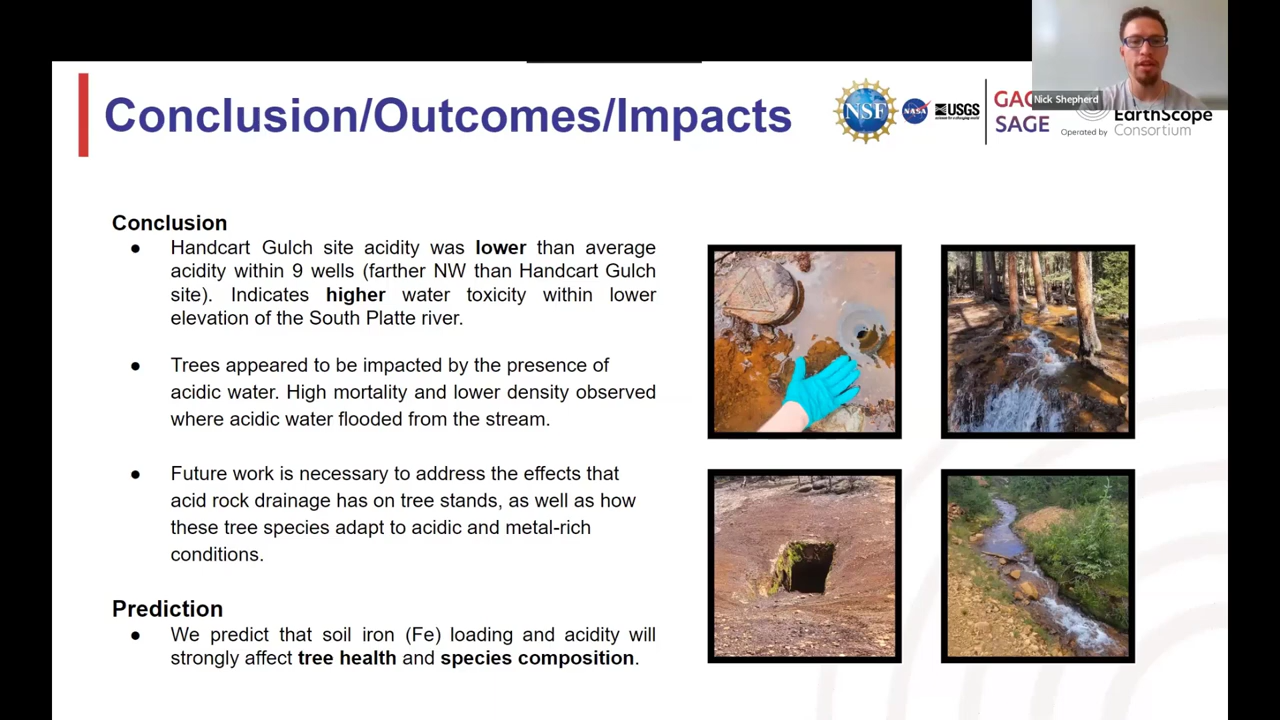 Conclusion/Outcomes/Impacts
NSF
NASA
USGS
science for a changing world
GAG
SAGE
Operated by
EarthScope
Consortium
Nick Shepherd
Conclusion
● Handcart Gulch site acidity was lower than average
acidity within 9 wells (farther NW than Handcart Gulch
site). Indicates higher water toxicity within lower
elevation of the South Platte river.
● Trees appeared to be impacted by the presence of
acidic water. High mortality and lower density observed
where acidic water flooded from the stream.
● Future work is necessary to address the effects that
acid rock drainage has on tree stands, as well as how
these tree species adapt to acidic and metal-rich
conditions.
Prediction
● We predict that soil iron (Fe) loading and acidity will
strongly affect tree health and species composition.